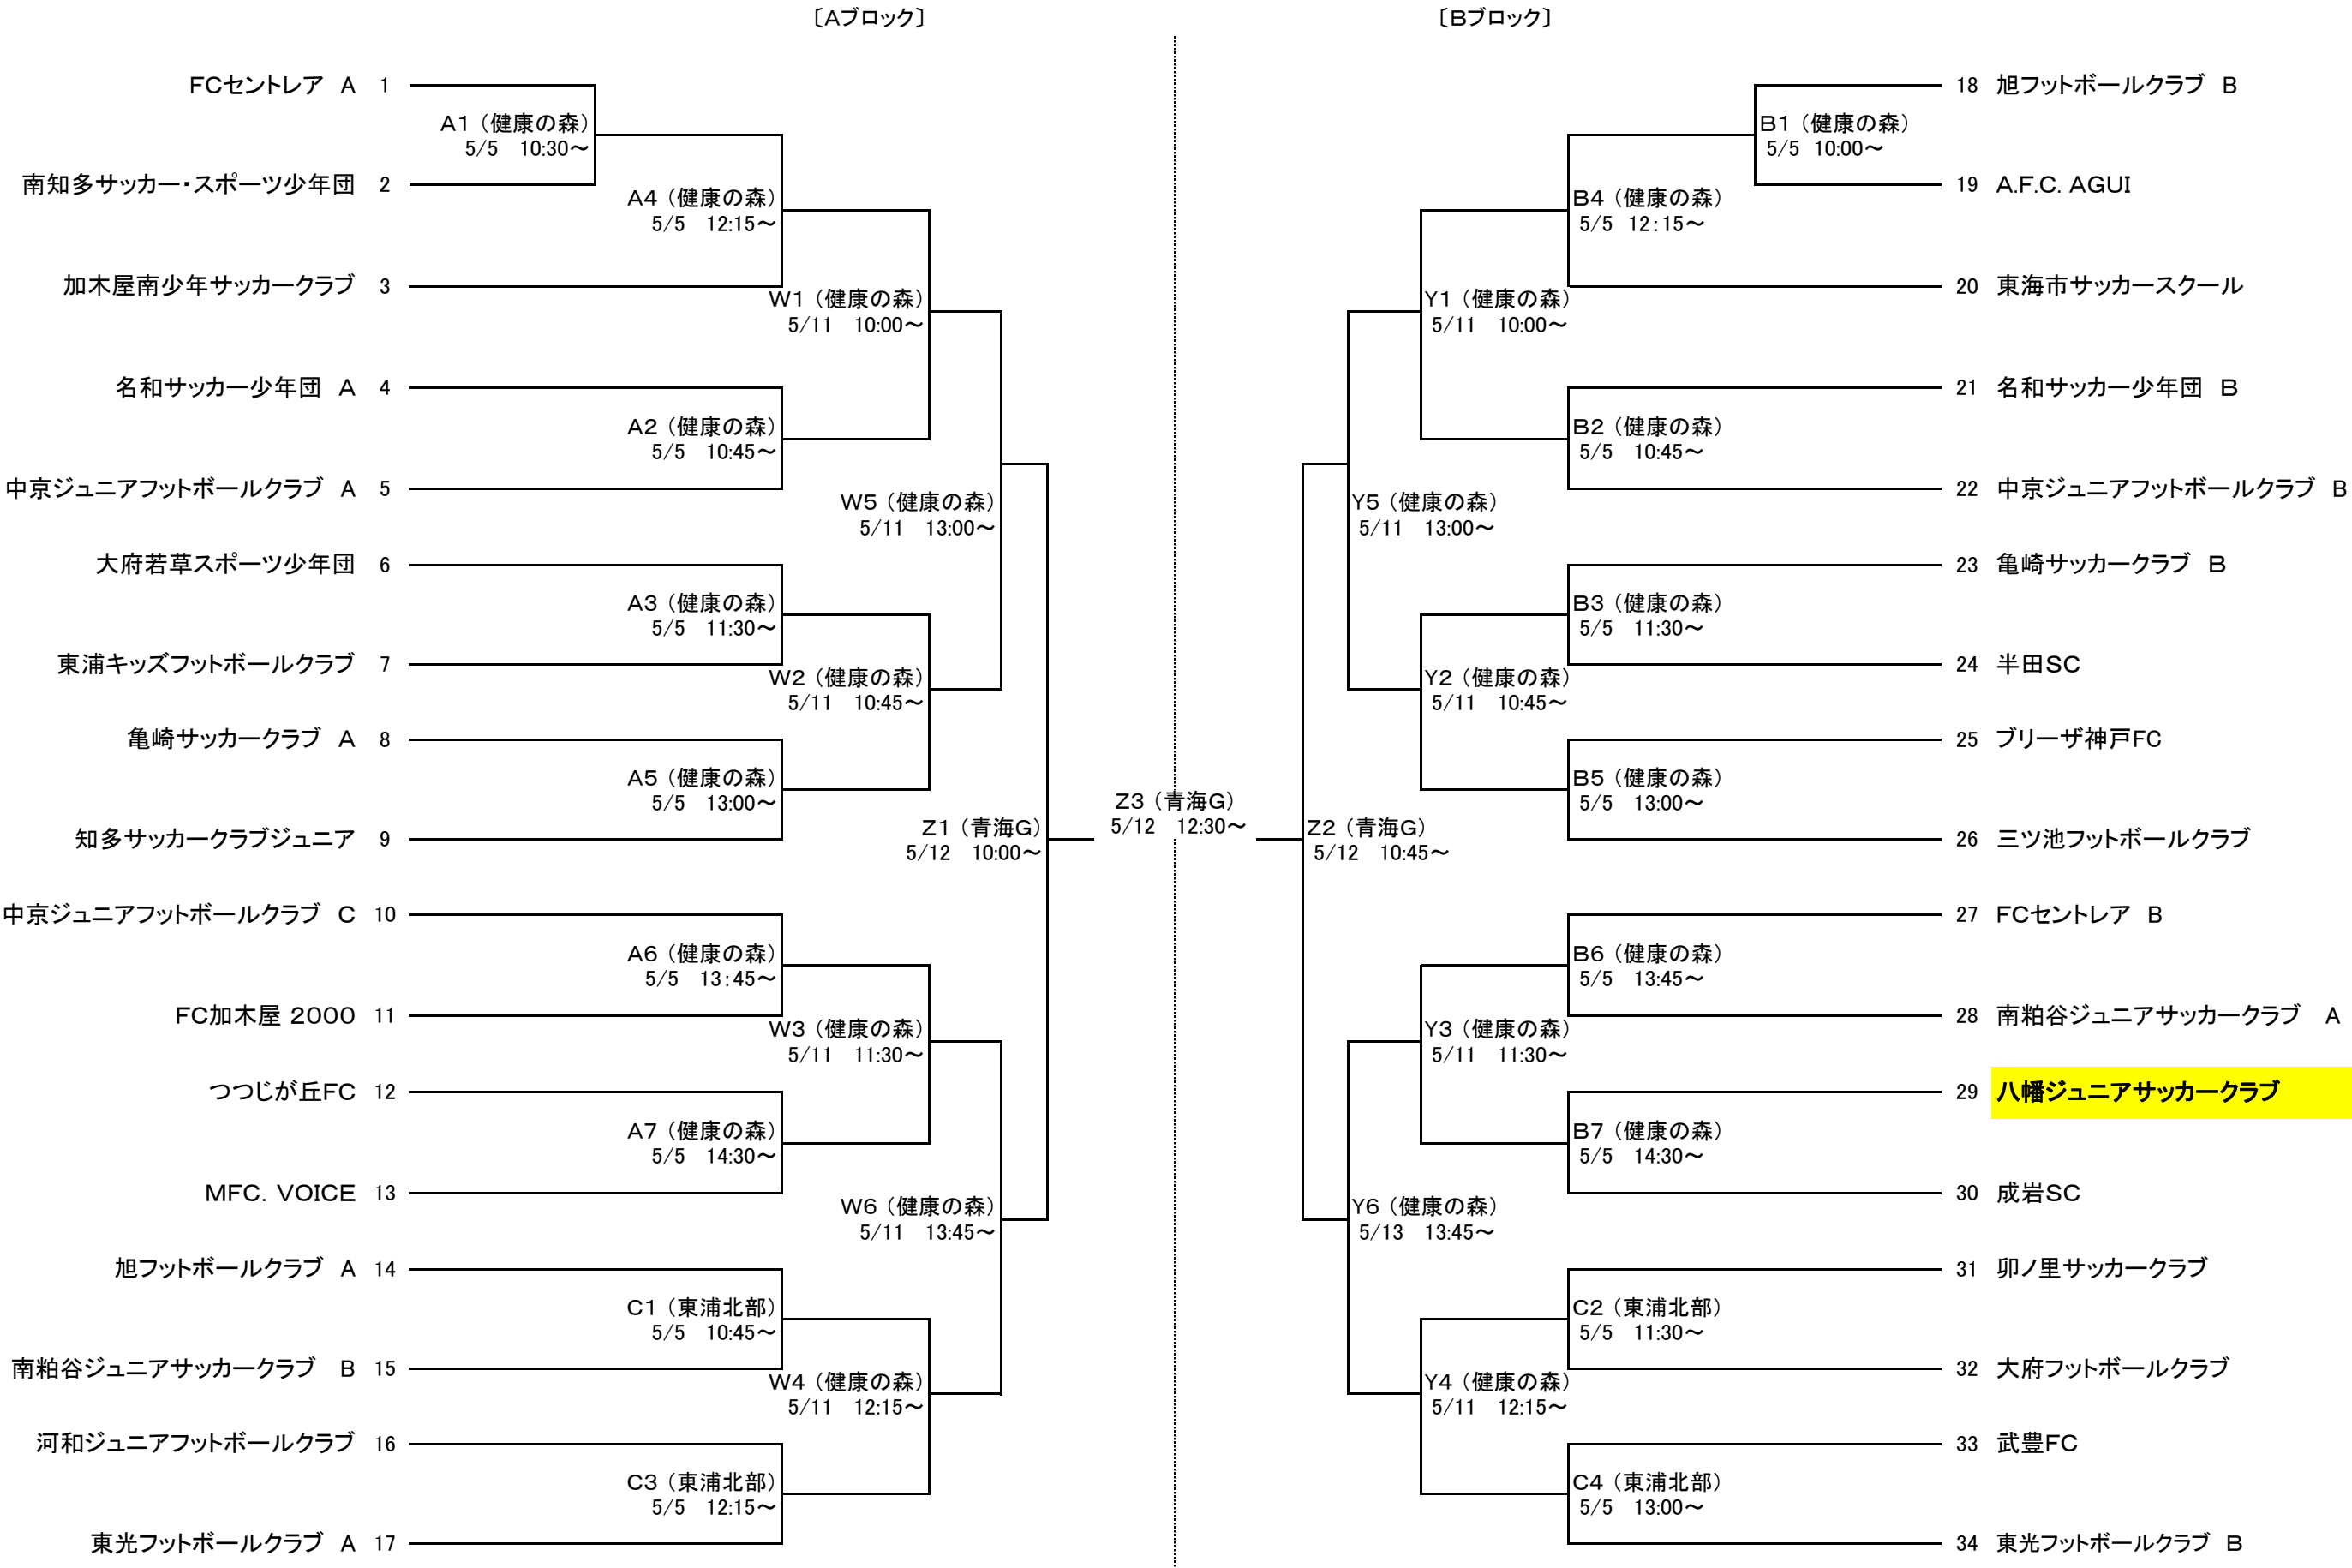 〔Aブロック〕
FCセントレア A 1
A1（健康の森）
5/5 10:30～
南知多サッカー・スポーツ少年団 2
A4（健康の森）
5/5 12:15～
加木屋南少年サッカークラブ 3
W1（健康の森）
5/11 10:00～
名和サッカー少年団 A 4
A2（健康の森）
5/5 10:45～
中京ジュニアフットボールクラブ A 5
W5（健康の森）
5/11 13:00～
大府若草スポーツ少年団 6
A3（健康の森）
5/5 11:30～
東浦キッズフットボールクラブ 7
W2（健康の森）
5/11 10:45～
亀崎サッカークラブ A 8
A5（健康の森）
5/5 13:00～
知多サッカークラブジュニア 9
Z1（青海G）
5/12 10:00～
中京ジュニアフットボールクラブ C 10
A6（健康の森）
5/5 13:45～
FC加木屋 2000 11
W3（健康の森）
5/11 11:30～
つつじが丘FC 12
A7（健康の森）
5/5 14:30～
MFC. VOICE 13
W6（健康の森）
5/11 13:45～
旭フットボールクラブ A 14
C1（東浦北部）
5/5 10:45～
南粕谷ジュニアサッカークラブ B 15
W4（健康の森）
5/11 12:15～
河和ジュニアフットボールクラブ 16
C3（東浦北部）
5/5 12:15～
東光フットボールクラブ A 17
Z3（青海G）
5/12 12:30～
〔Bブロック〕
18 旭フットボールクラブ B
B1（健康の森）
5/5 10:00～
19 A.F.C. AGUI
B4（健康の森）
5/5 12:15～
20 東海市サッカースクール
Y1（健康の森）
5/11 10:00～
21 名和サッカー少年団 B
B2（健康の森）
5/5 10:45～
22 中京ジュニアフットボールクラブ B
Y5（健康の森）
5/11 13:00～
23 亀崎サッカークラブ B
B3（健康の森）
5/5 11:30～
24 半田SC
Y2（健康の森）
5/11 10:45～
25 ブリーザ神戸FC
B5（健康の森）
5/5 13:00～
26 三ツ池フットボールクラブ
Z2（青海G）
5/12 10:45～
27 FCセントレア B
B6（健康の森）
5/5 13:45～
28 南粕谷ジュニアサッカークラブ A
Y3（健康の森）
5/11 11:30～
29 八幡ジュニアサッカークラブ
B7（健康の森）
5/5 14:30～
30 成岩SC
Y6（健康の森）
5/13 13:45～
31 卯ノ里サッカークラブ
C2（東浦北部）
5/5 11:30～
32 大府フットボールクラブ
Y4（健康の森）
5/11 12:15～
33 武豊FC
C4（東浦北部）
5/5 13:00～
34 東光フットボールクラブ B